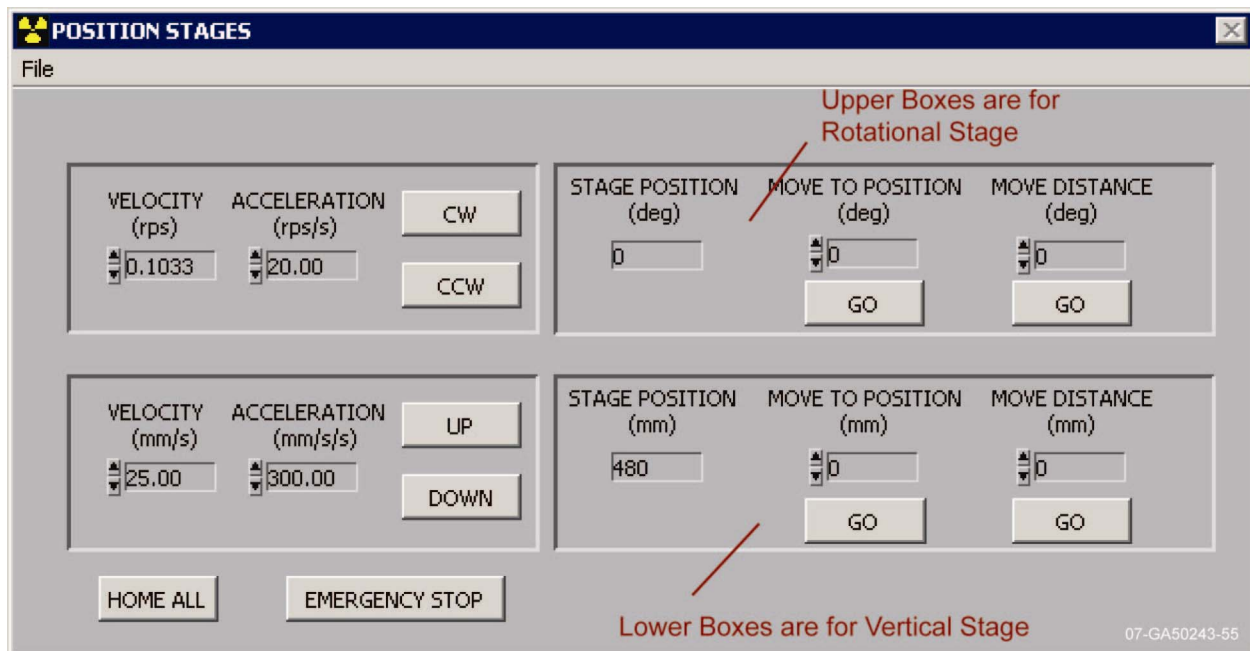 POSITION STAGES
File
Upper Boxes are for
Rotational Stage
VELOCITY
(rps)
0.1033
ACCELERATION
(rps/s)
20.00
CW
CCW
STAGE POSITION
(deg)
0
MOVE TO POSITION
(deg)
0
GO
MOVE DISTANCE
(deg)
0
GO
VELOCITY
(mm/s)
25.00
ACCELERATION
(mm/s/s)
300.00
UP
DOWN
STAGE POSITION
(mm)
480
MOVE TO POSITION
(mm)
0
GO
MOVE DISTANCE
(mm)
0
GO
HOME ALL
EMERGENCY STOP
Lower Boxes are for Vertical Stage
07-GA50243-55